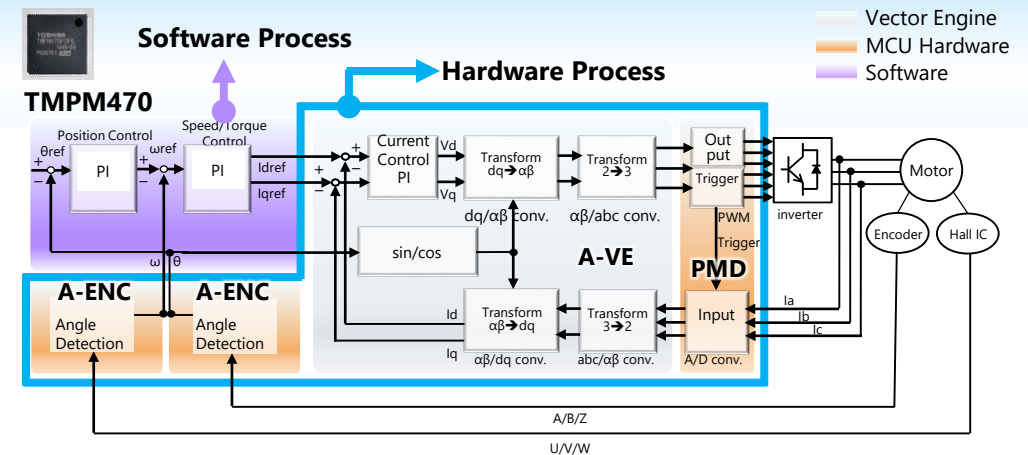 TOSHIBA
Vector Engine
MCU Hardware
Software
Software Process
Hardware Process
TMPM470
Position Control
Speed/Torque
Control
θref
ωref
+
−
+
−
PI
PI
Idref
Iqref
+
−
+
−
Current
Control
PI
Vd
Vq
Transform
dq➔αβ
dq/αβ conv.
Transform
2➔3
αβ/abc conv.
Out
put
Trigger
PWM
Trigger
inverter
Motor
Encoder
Hall IC
sin/cos
A-VE
PMD
ω
θ
A-ENC
A-ENC
Angle
Detection
Angle
Detection
Id
Iq
Transform
αβ➔dq
αβ/dq conv.
Transform
3➔2
abc/αβ conv.
Input
A/D conv.
Ia
Ib
Ic
A/B/Z
U/V/W